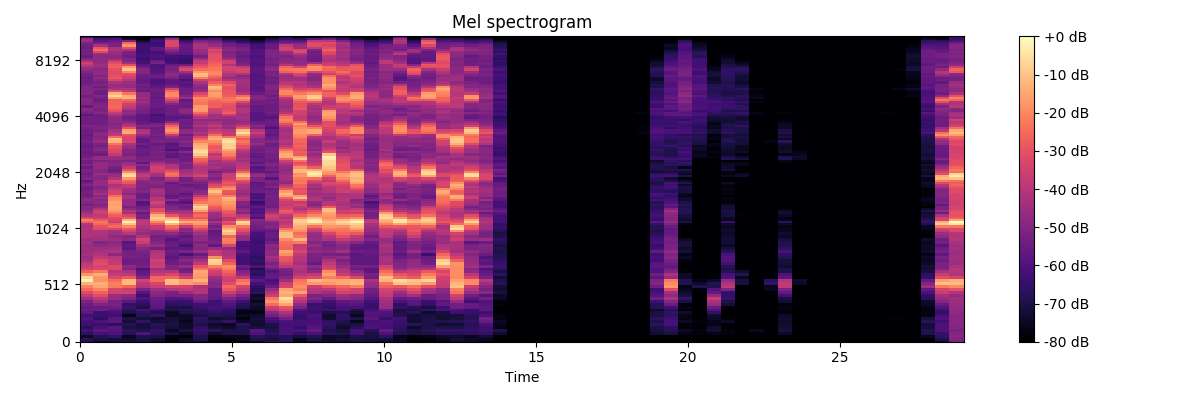 Mel spectrogram
8192
4096
2048
1024
512
0
Hz
0 5 10 15 20 25
Time
+0 dB
-10 dB
-20 dB
-30 dB
-40 dB
-50 dB
-60 dB
-70 dB
-80 dB